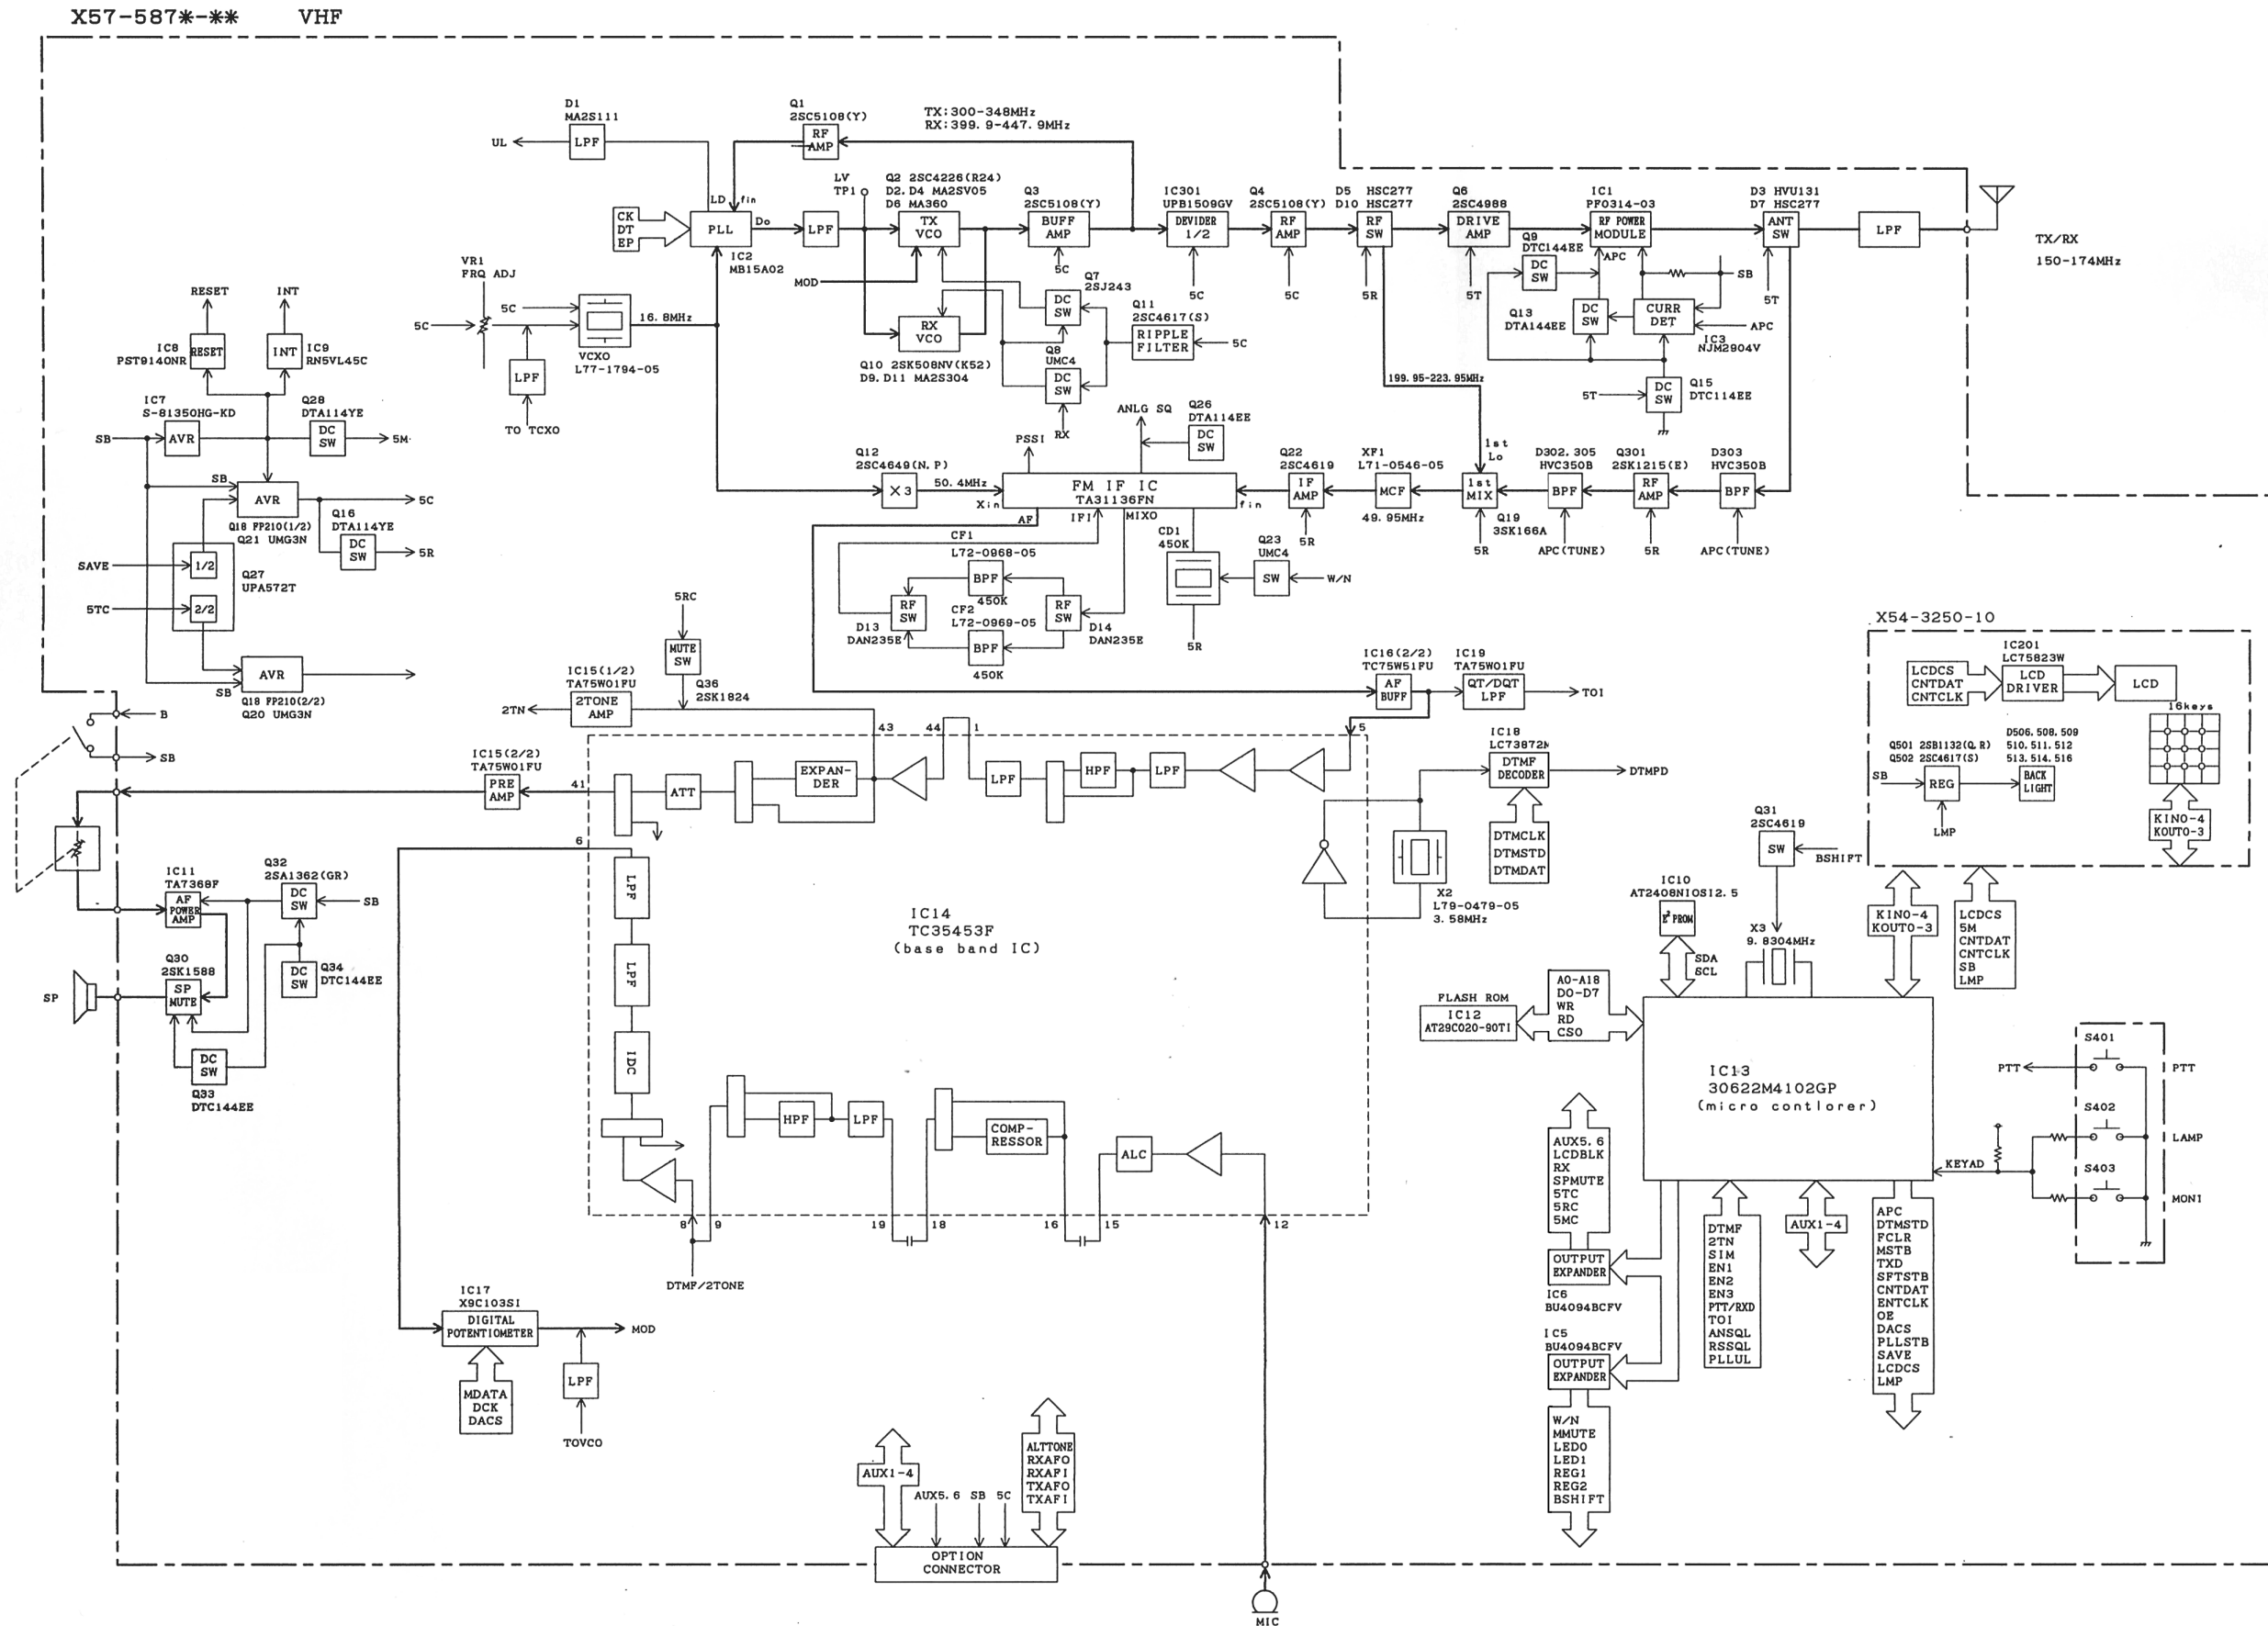 X57-587*-** VHF
D1
MA2S111
LPF
UL
Q1
2SC5108(Y)
RF
AMP
TX:300-348MHz
RX:399.9-447.9MHz
LD
fin
CK
DT
EP
PLL
Do
IC2
MB15A02
LPF
LV
TP1
Q2 2SC4226(R24)
D2.D4 MA2SV05
D6 MA360
TX
VCO
MOD
RX
VCO
Q10 2SK508NV(K52)
D9.D11 MA2S304
Q3
2SC5108(Y)
BUFF
AMP
5C
Q7
2SJ243
DC
SW
Q8
UMC4
DC
SW
RX
Q11
2SC4617(S)
RIPPLE
FILTER
5C
IC301
UPB1509GV
DEVIDER
1/2
5C
Q4
2SC5108(Y)
RF
AMP
5C
D5 HSC277
D10 HSC277
RF
SW
5R
Q6
2SC4988
DRIVE
AMP
5T
Q9
DTC144EE
DC
SW
IC1
PF0314-03
RF POWER
MODULE
APC
SB
Q13
DTA144EE
DC
SW
CURR
DET
APC
IC3
NJM2904V
5T
DC
SW
Q15
DTC114EE
D3 HVU131
D7 HSC277
ANT
SW
5T
LPF
TX/RX
150-174MHz
VR1
FRQ ADJ
5C
5C
LPF
TO TCXO
VCXO
L77-1794-05
16.8MHz
RESET
INT
IC8
PST9140NR
RESET
INT
IC9
RN5VL45C
IC7
S-81350HG-KD
SB
AVR
Q28
DTA114YE
DC
SW
5M
SB
AVR
5C
Q18 FP210(1/2)
Q21 UMG3N
Q16
DTA114YE
DC
SW
5R
SAVE
1/2
Q27
UPA572T
5TC
2/2
AVR
SB
Q18 FP210(2/2)
Q20 UMG3N
199.95-223.95MHz
1st
Lo
Q12
2SC4649(N.P)
X3
50.4MHz
PSSI
ANLG SQ
Q26
DTA114EE
DC
SW
FM IF IC
TA31136FN
Xin
AF
IFI
MIXO
fin
Q22
2SC4619
IF
AMP
5R
XF1
L71-0546-05
MCF
49.95MHz
1st
MIX
Q19
3SK166A
5R
D302.305
HVC350B
BPF
APC(TUNE)
Q301
2SK1215(E)
RF
AMP
5R
D303
HVC350B
BPF
APC(TUNE)
CF1
L72-0968-05
BPF
450K
CF2
L72-0969-05
BPF
450K
RF
SW
D13
DAN235E
RF
SW
D14
DAN235E
CD1
450K
5R
Q23
UMC4
SW
W/N
5RC
MUTE
SW
Q36
2SK1824
IC15(1/2)
TA75W01FU
2TONE
AMP
2TN
IC16(2/2)
TC75W51FU
AF
BUFF
IC19
TA75W01FU
QT/DQT
LPF
TOI
B
SB
IC15(2/2)
TA75W01FU
PRE
AMP
41
43
44
1
5
ATT
EXPAN-
DER
LPF
HPF
LPF
6
LPF
LPF
IDC
IC14
TC35453F
(base band IC)
HPF
LPF
COMP-
RESSOR
ALC
8
9
19
18
16
15
12
DTMF/2TONE
IC18
DTMF
DECODER
DTMPD
DTMCLK
DTMSTD
DTMDAT
X2
L79-0479-05
3.58MHz
IC11
TA7368F
AF
POWER
AMP
Q32
2SA1362(GR)
DC
SW
SB
Q30
2SK1588
SP
MUTE
DC
SW
Q34
DTC144EE
SP
DC
SW
Q33
DTC144EE
IC17
X9C103SI
DIGITAL
POTENTIOMETER
MOD
MDATA
DCK
DACS
LPF
TOVCO
AUX1-4
AUX5.6 SB 5C
ALTTONE
RXAFO
RXAFI
TXAFO
TXAFI
OPTION
CONNECTOR
MIC
X54-3250-10
IC201
LC75823W
LCDCS
CNTDAT
CNTCLK
LCD
DRIVER
LCD
16keys
Q501 2SB1132(Q.R)
Q502 2SC4617(S)
SB
REG
LMP
D506.508.509
510.511.512
513.514.516
BACK
LIGHT
KINO-4
KOUTO-3
Q31
2SC4619
SW
BSHIFT
X3
9.8304MHz
IC10
AT2408N10SI2.5
E² PROM
SDA
SCL
KINO-4
KOUTO-3
LCDCS
5M
CNTDAT
CNTCLK
SB
LMP
FLASH ROM
IC12
AT29C020-90TI
A0-A18
D0-D7
WR
RD
CSO
IC13
30622M4102GP
(micro contlorer)
KEYAD
S401
PTT
PTT
S402
LAMP
S403
MONI
AUX5.6
LCDBLK
RX
SPMUTE
5TC
5RC
5MC
OUTPUT
EXPANDER
IC6
BU4094BCFV
IC5
BU4094BCFV
OUTPUT
EXPANDER
W/N
MMUTE
LED0
LED1
REG1
REG2
BSHIFT
DTMF
2TN
SIM
EN1
EN2
EN3
PTT/RXD
TOI
ANSQL
RSSQL
PLLUL
AUX1-4
APC
DTMSTD
FCLR
MSTB
TXD
SFTSTB
CNTDAT
ENTCLK
OE
DACS
PLLSTB
SAVE
LCDCS
LMP